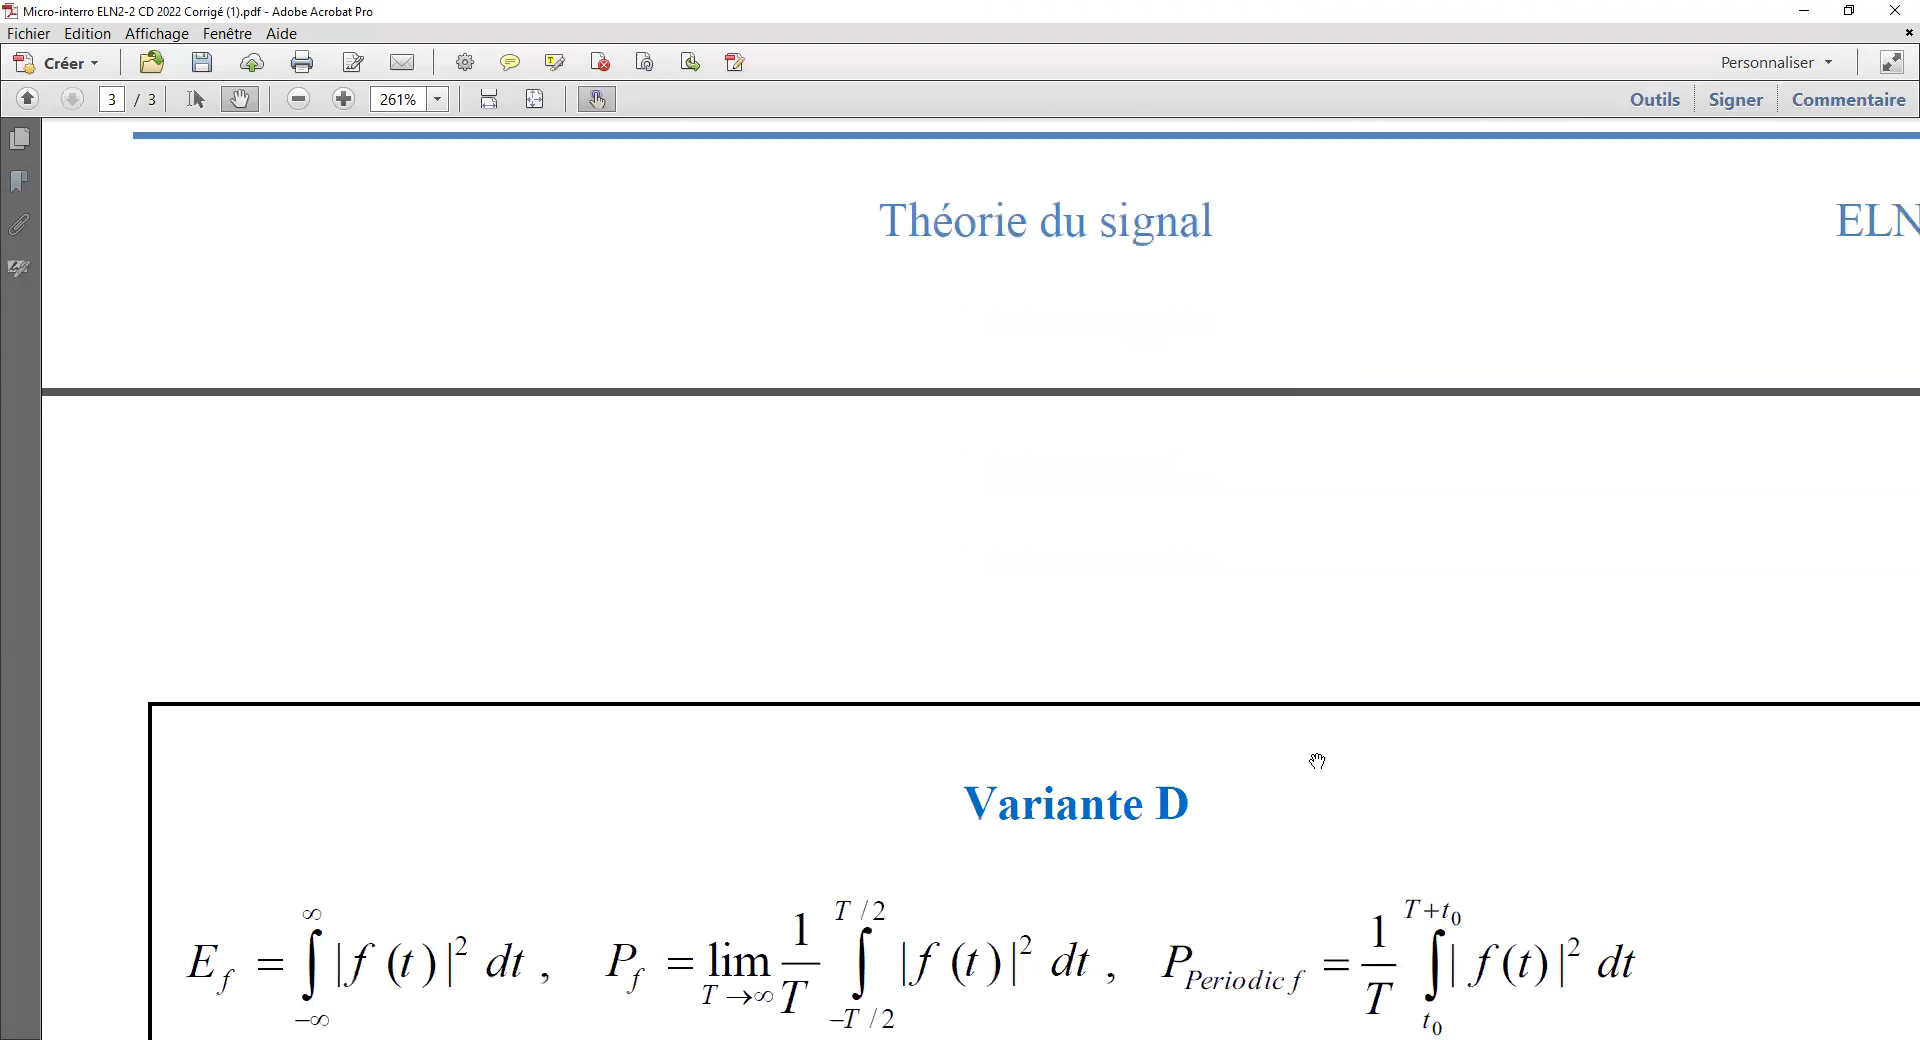 Micro-interro ELN2-2 CD 2022 Corrigé (1).pdf - Adobe Acrobat Pro
Fichier Edition Affichage Fenêtre Aide
Créer Personnaliser
3 / 3 261% Outils Signer Commentaire
Théorie du signal ELN
Variante D
E_f = ∫_{-∞}^{∞} |f (t)|² dt , P_f = lim_{T→∞} 1/T ∫_{-T/2}^{T/2} |f (t)|² dt , P_{Periodic f} = 1/T ∫_{t₀}^{T+t₀} | f(t)|² dt